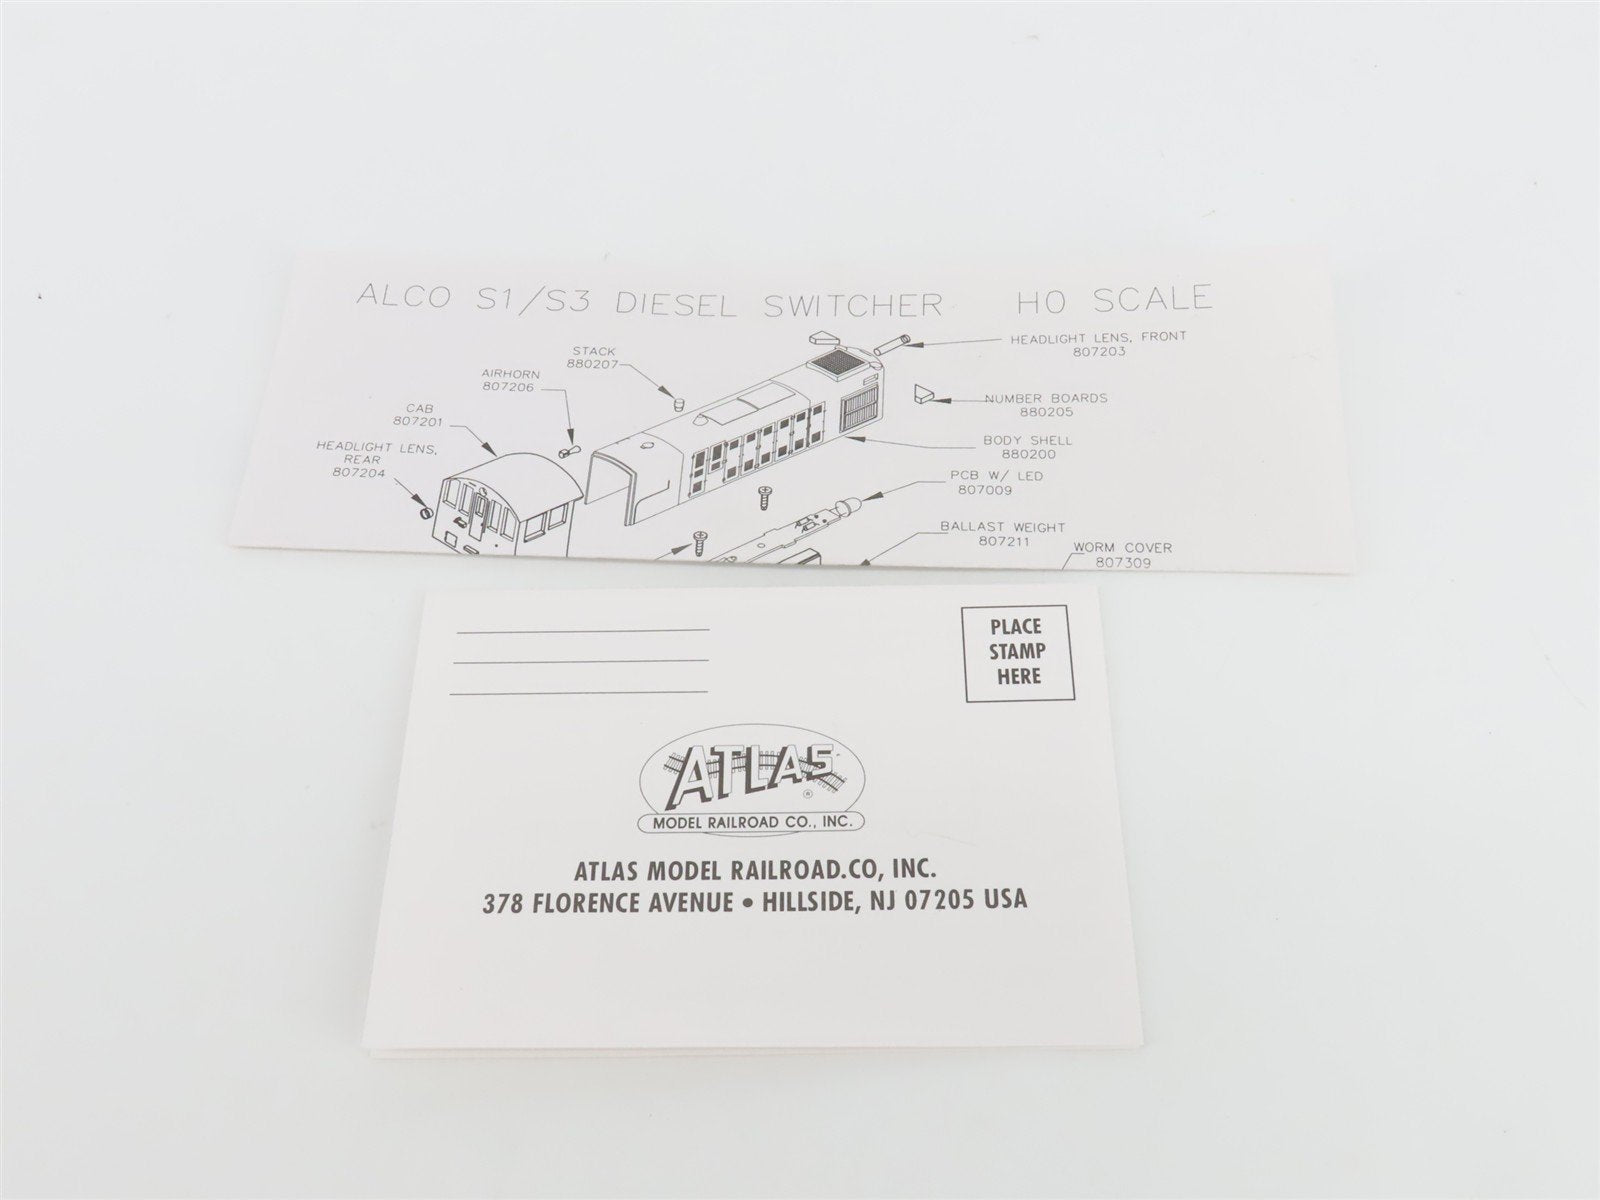 ALCO S1/S3 DIESEL SWITCHER HO SCALE
HEADLIGHT LENS, FRONT
807203
STACK
880207
AIRHORN
807206
NUMBER BOARDS
880205
CAB
807201
BODY SHELL
880200
HEADLIGHT LENS,
REAR
807204
PCB W/ LED
807009
BALLAST WEIGHT
807211
WORM COVER
807309
PLACE
STAMP
HERE
ATLAS
®
MODEL RAILROAD CO., INC.
ATLAS MODEL RAILROAD.CO, INC.
378 FLORENCE AVENUE • HILLSIDE, NJ 07205 USA